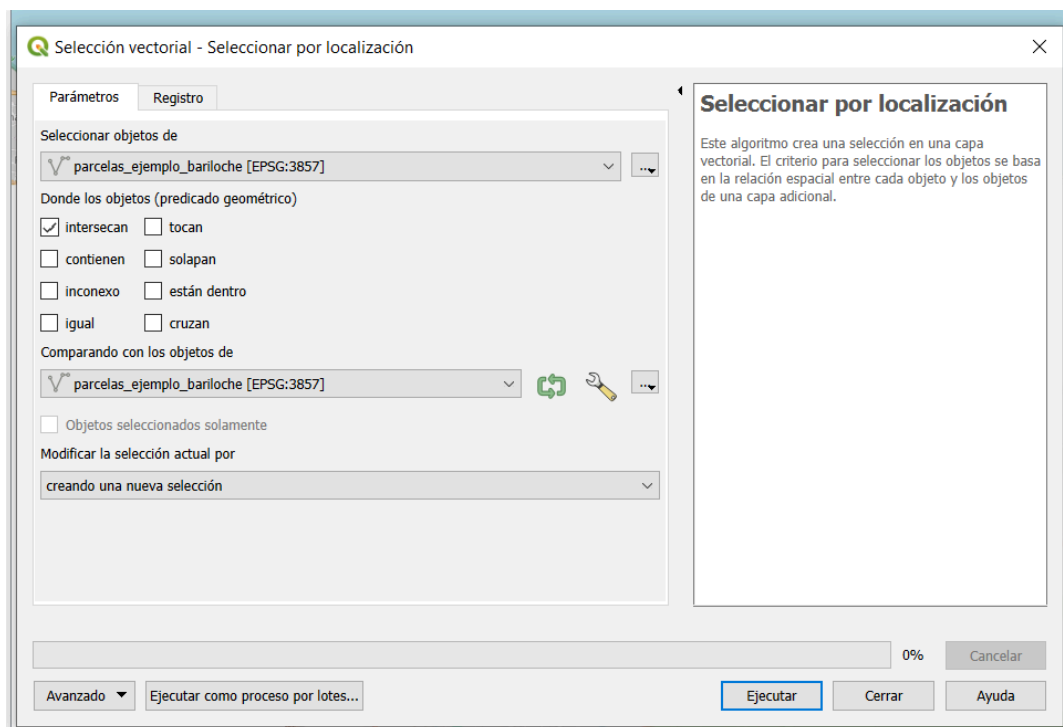 Selección vectorial - Seleccionar por localización
Parámetros
Registro
Seleccionar objetos de
parcelas_ejemplo_bariloche [EPSG:3857]
...
Donde los objetos (predicado geométrico)
intersecan
tocan
contienen
solapan
inconexo
están dentro
igual
cruzan
Comparando con los objetos de
parcelas_ejemplo_bariloche [EPSG:3857]
...
Objetos seleccionados solamente
Modificar la selección actual por
creando una nueva selección
Seleccionar por localización
Este algoritmo crea una selección en una capa
vectorial. El criterio para seleccionar los objetos se basa
en la relación espacial entre cada objeto y los objetos
de una capa adicional.
0%
Cancelar
Avanzado
Ejecutar como proceso por lotes...
Ejecutar
Cerrar
Ayuda